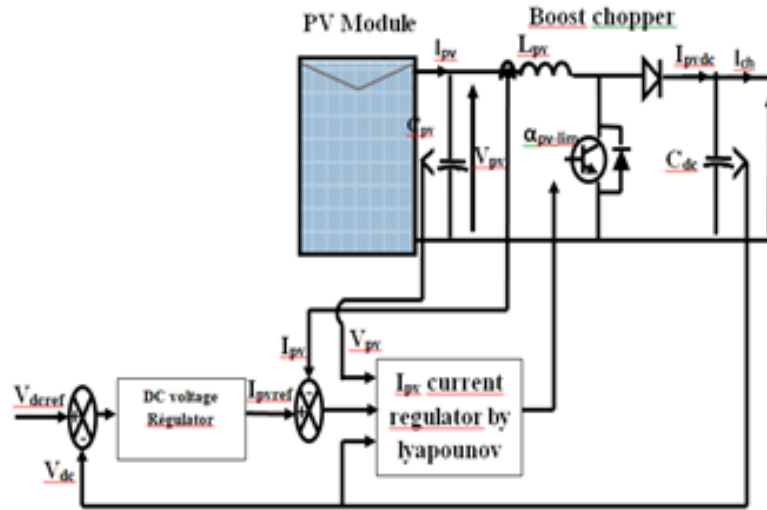 Boost chopper
PV Module
Ipv
Lpv
Ipvdc
Ich
Cpv
Vpv
αpv-lim
Cdc
Ipv
Vpv
Vdcref
DC voltage
Régulator
Ipvref
Ipv current
regulator by
lyapounov
Vdc
+
-
+
-